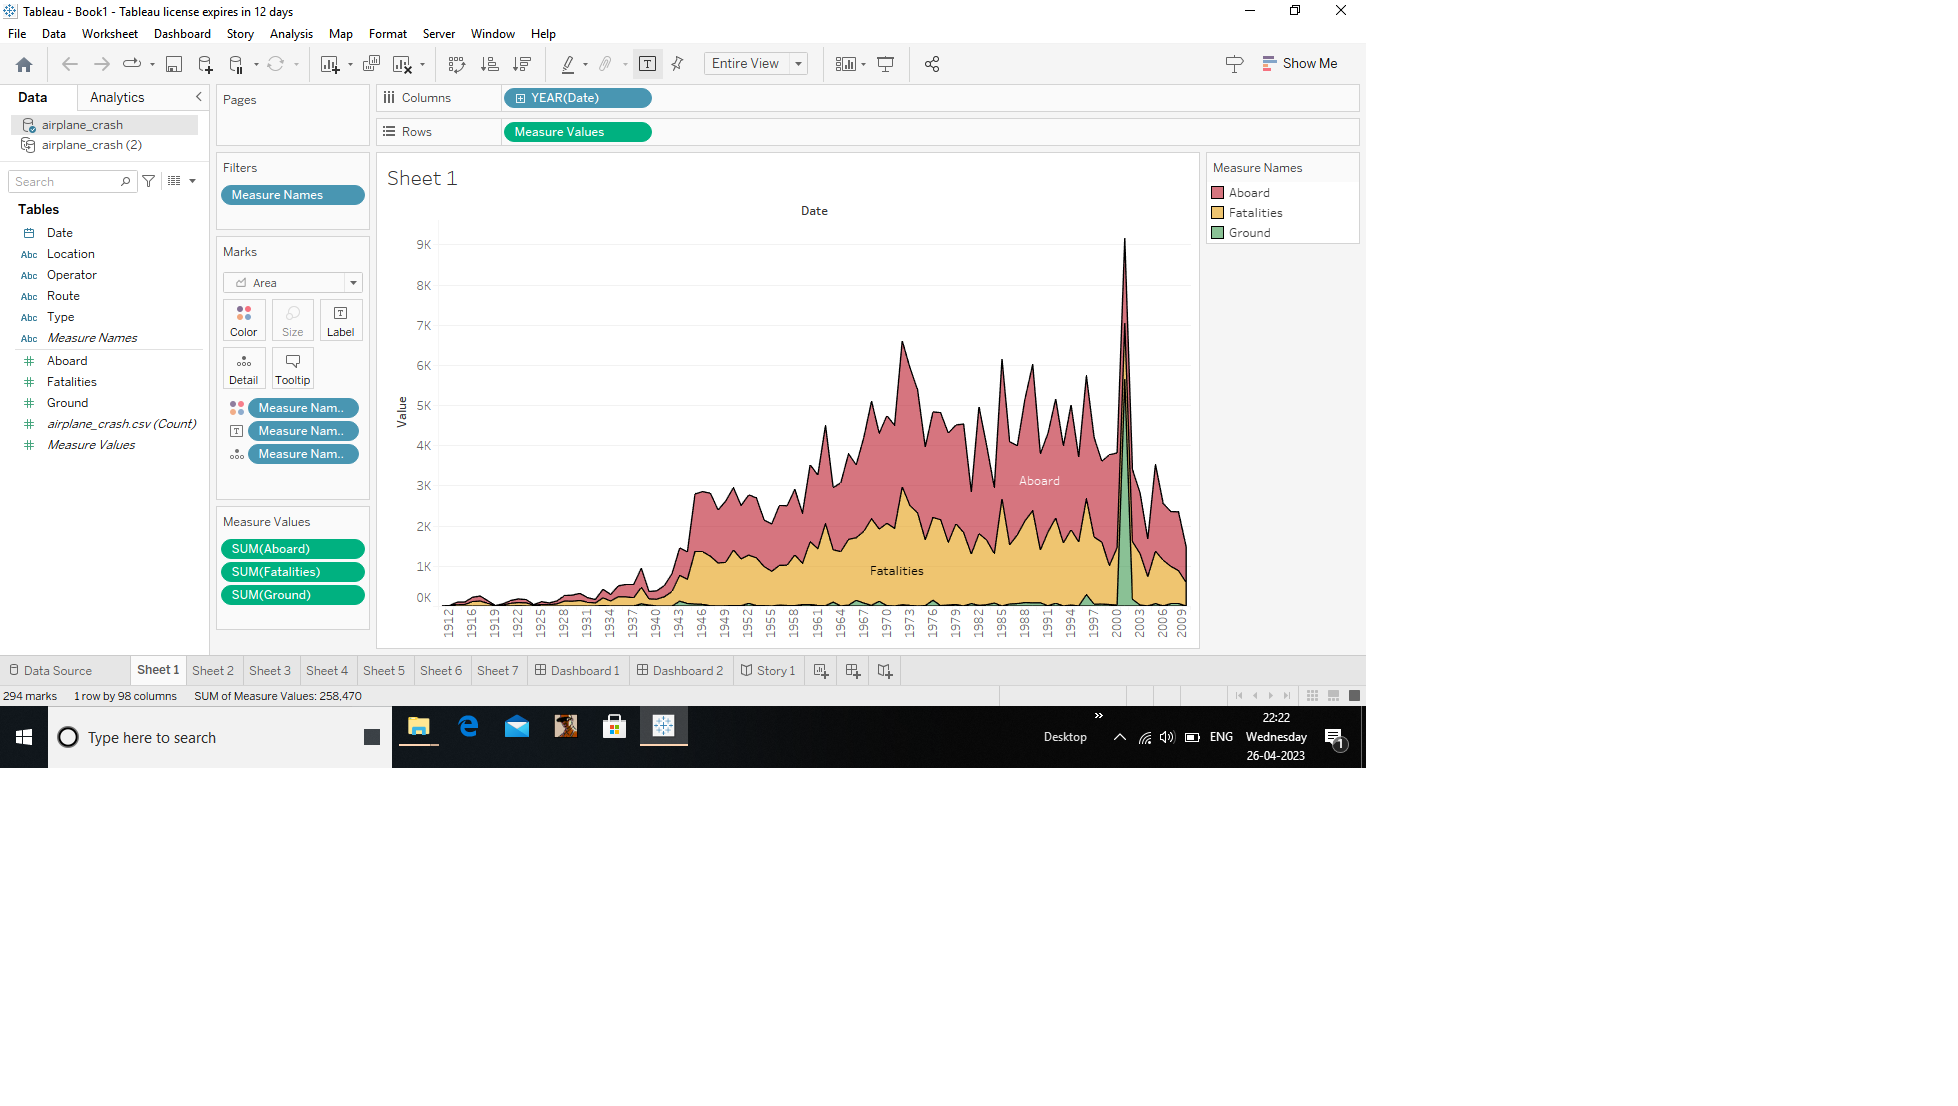 Tableau - Book1 - Tableau license expires in 12 days
File Data Worksheet Dashboard Story Analysis Map Format Server Window Help
Entire View
Show Me
Data Analytics
airplane_crash
airplane_crash (2)
Search
Tables
Date
Abc Location
Abc Operator
Abc Route
Abc Type
Abc Measure Names
Aboard
Fatalities
Ground
airplane_crash.csv (Count)
Measure Values
Pages
Filters
Measure Names
Marks
Area
Color Size Label
Detail Tooltip
Measure Nam..
Measure Nam..
Measure Nam..
Measure Values
SUM(Aboard)
SUM(Fatalities)
SUM(Ground)
Columns YEAR(Date)
Rows Measure Values
Sheet 1
Date
Value
9K
8K
7K
6K
5K
4K
3K
2K
1K
0K
Aboard
Fatalities
1912 1916 1919 1922 1925 1928 1931 1934 1937 1940 1943 1946 1949 1952 1955 1958 1961 1964 1967 1970 1973 1976 1979 1982 1985 1988 1991 1994 1997 2000 2003 2006 2009
Measure Names
Aboard
Fatalities
Ground
Data Source Sheet 1 Sheet 2 Sheet 3 Sheet 4 Sheet 5 Sheet 6 Sheet 7 Dashboard 1 Dashboard 2 Story 1
294 marks 1 row by 98 columns SUM of Measure Values: 258,470
Type here to search
Desktop
ENG
22:22
Wednesday
26-04-2023
1